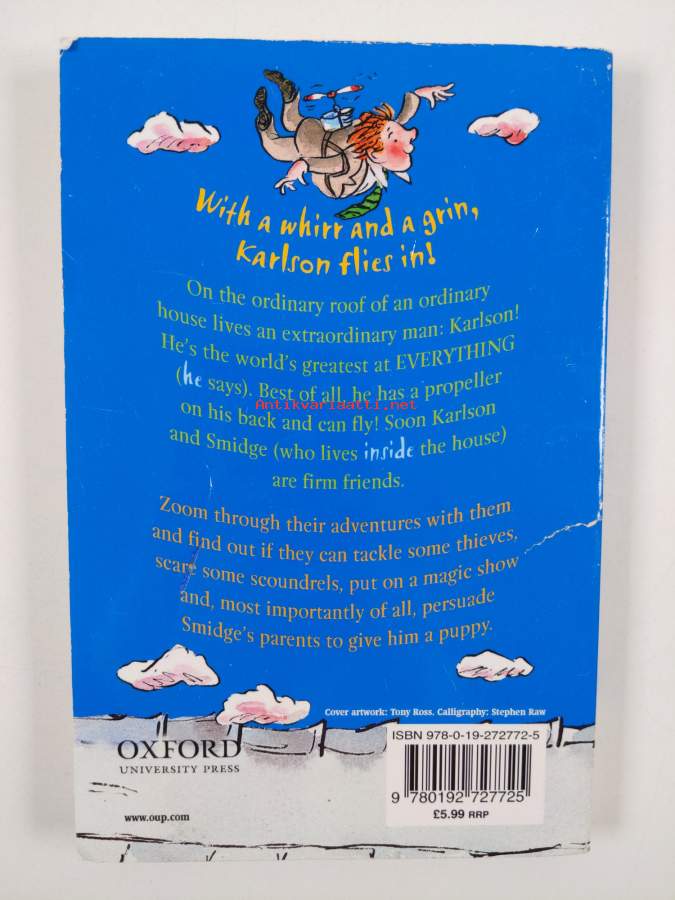 With a whirr and a grin,
Karlson flies in!
On the ordinary roof of an ordinary
house lives an extraordinary man: Karlson!
He's the world's greatest at EVERYTHING
(he says). Best of all, he has a propeller
Antikvariaatti.net
on his back and can fly! Soon Karlson
and Smidge (who lives inside the house)
are firm friends.
Zoom through their adventures with them
and find out if they can tackle some thieves,
scare some scoundrels, put on a magic show
and, most importantly of all, persuade
Smidge's parents to give him a puppy.
Cover artwork: Tony Ross. Calligraphy: Stephen Raw
OXFORD
UNIVERSITY PRESS
www.oup.com
ISBN 978-0-19-272772-5
9 780192 727725
£5.99 RRP